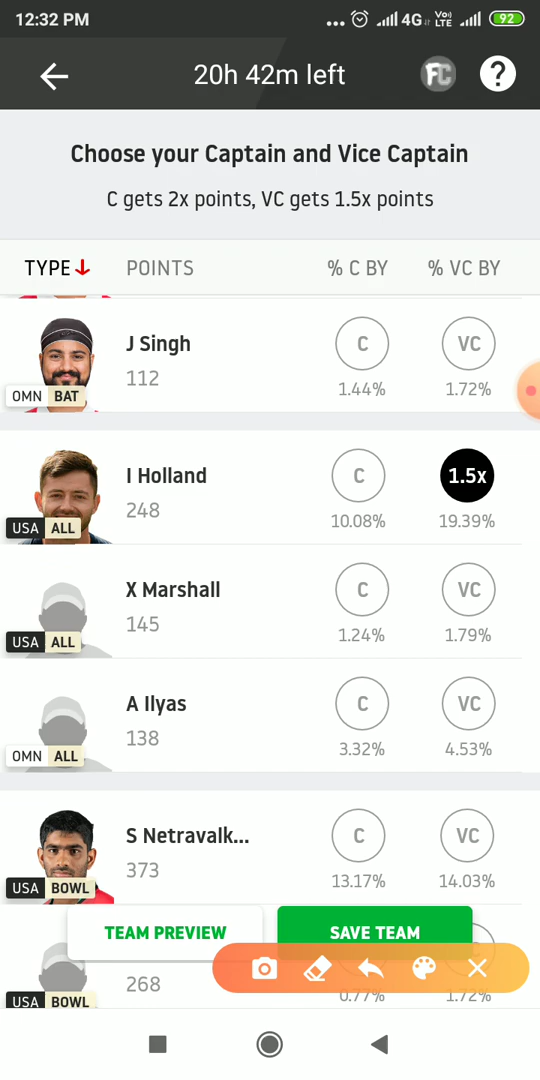 12:32 PM
4G Vo)) LTE 92
20h 42m left
FC ?
Choose your Captain and Vice Captain
C gets 2x points, VC gets 1.5x points
TYPE POINTS % C BY % VC BY
J Singh C VC
112 1.44% 1.72%
OMN BAT
I Holland C 1.5x
248 10.08% 19.39%
USA ALL
X Marshall C VC
145 1.24% 1.79%
USA ALL
A Ilyas C VC
138 3.32% 4.53%
OMN ALL
S Netravalk... C VC
373 13.17% 14.03%
USA BOWL
TEAM PREVIEW SAVE TEAM
268 0.77% 1.72%
USA BOWL